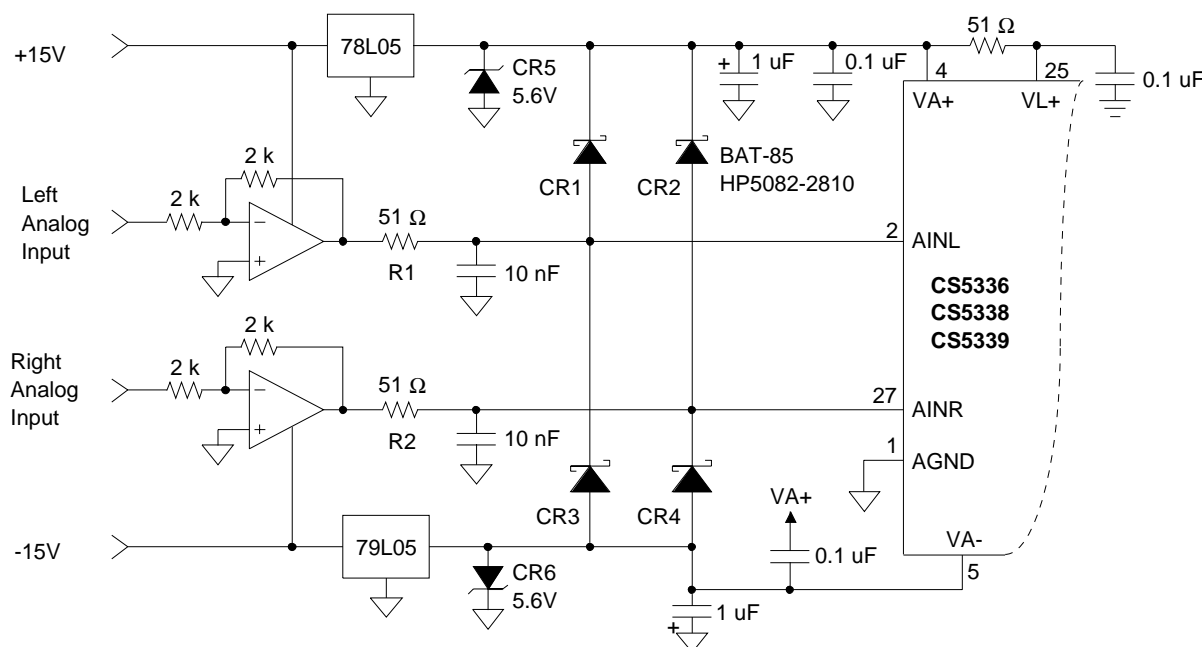 +15V
78L05
CR5
5.6V
+
1 uF
0.1 uF
51 Ω
4
25
VA+
VL+
0.1 uF
2 k
2 k
Left
Analog
Input
−
+
51 Ω
R1
10 nF
CR1
CR2
BAT-85
HP5082-2810
2
AINL
CS5336
CS5338
CS5339
2 k
2 k
Right
Analog
Input
−
+
51 Ω
R2
10 nF
27
AINR
1
AGND
CR3
CR4
VA+
-15V
79L05
CR6
5.6V
0.1 uF
VA-
5
+
1 uF